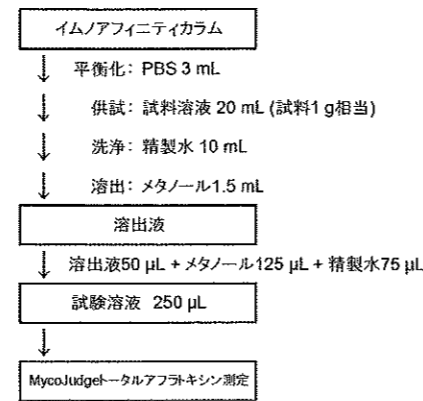 イムノアフィニティカラム
平衡化: PBS 3 mL
供試: 試料溶液 20 mL (試料1 g相当)
洗浄: 精製水 10 mL
溶出: メタノール1.5 mL
溶出液
溶出液50 μL + メタノール125 μL + 精製水75 μL
試験溶液 250 μL
MycoJudgeトータルアフラトキシン測定